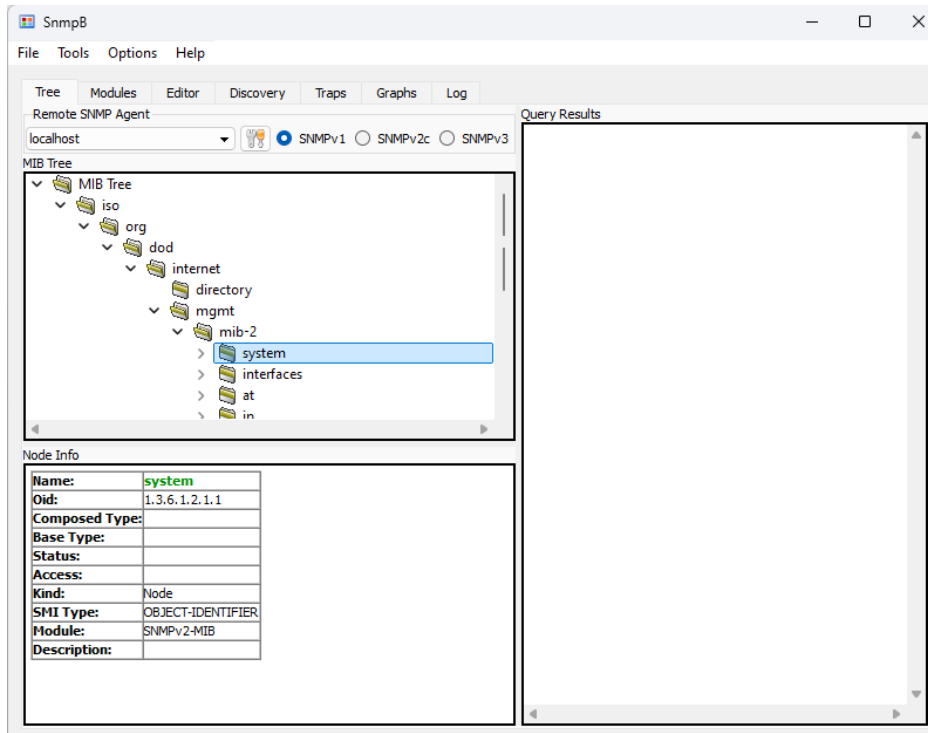 SnmpB
File Tools Options Help
Tree Modules Editor Discovery Traps Graphs Log
Remote SNMP Agent
localhost SNMPv1 SNMPv2c SNMPv3
MIB Tree
MIB Tree
iso
org
dod
internet
directory
mgmt
mib-2
system
interfaces
at
Node Info
Name: system
Oid: 1.3.6.1.2.1.1
Composed Type:
Base Type:
Status:
Access:
Kind: Node
SMI Type: OBJECT-IDENTIFIER
Module: SNMPv2-MIB
Description:
Query Results